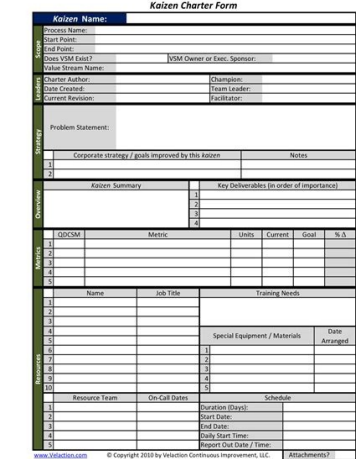 Kaizen Charter Form
Kaizen Name:
Scope
Process Name:
Start Point:
End Point:
Does VSM Exist? VSM Owner or Exec. Sponsor:
Value Stream Name:
Leaders
Charter Author: Champion:
Date Created: Team Leader:
Current Revision: Facilitator:
Strategy
Problem Statement:
Corporate strategy / goals improved by this kaizen Notes
1
2
Overview
Kaizen Summary Key Deliverables (in order of importance)
1
2
3
4
Metrics
QDCSM Metric Units Current Goal % Δ
1
2
3
4
5
Resources
Name Job Title Training Needs
1
2
3
4 Special Equipment / Materials Date Arranged
5
6 1
7 2
8 3
9 4
10 5
Resource Team On-Call Dates Schedule
1 Duration (Days):
2 Start Date:
3 End Date:
4 Daily Start Time:
5 Report Out Date / Time:
www.Velaction.com © Copyright 2010 by Velaction Continuous Improvement, LLC. Attachments?